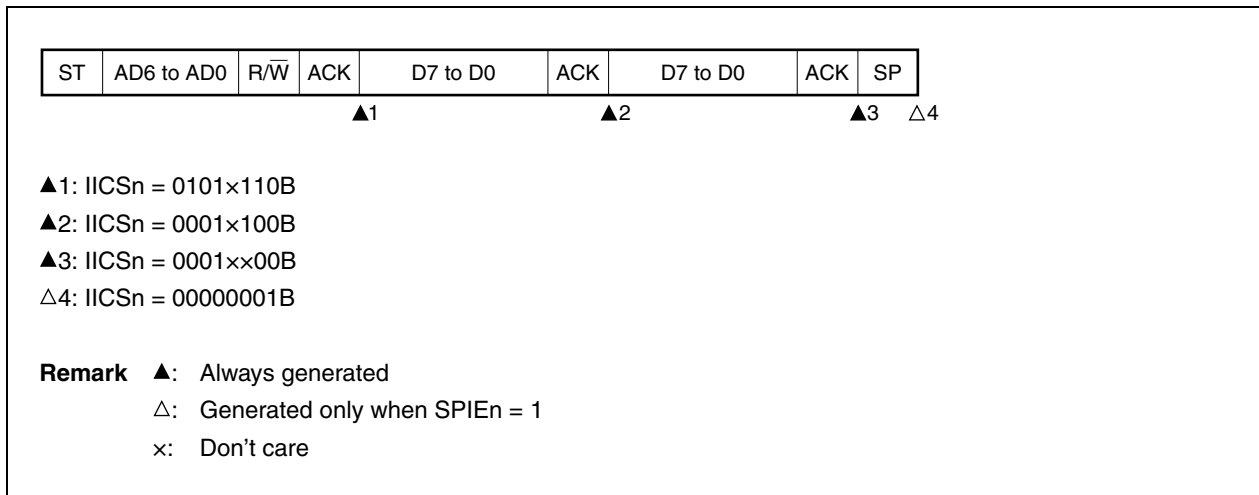 ST AD6 to AD0 R/W̅ ACK D7 to D0 ACK D7 to D0 ACK SP
▲1 ▲2 ▲3 △4
▲1: IICSn = 0101×110B
▲2: IICSn = 0001×100B
▲3: IICSn = 0001××00B
△4: IICSn = 00000001B
Remark ▲: Always generated
△: Generated only when SPIEn = 1
×: Don't care